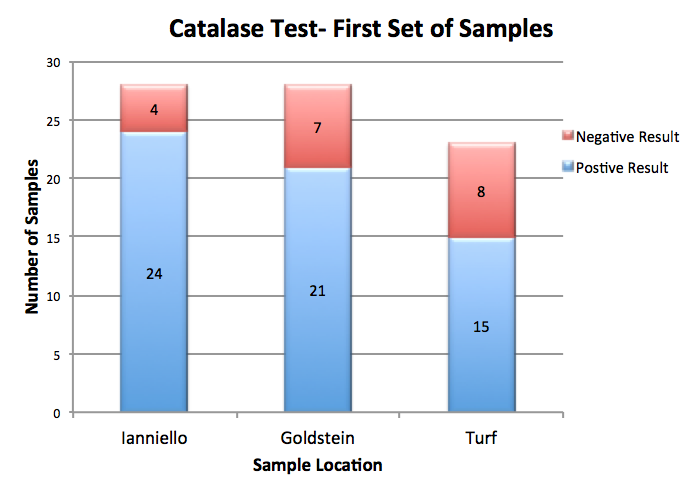 Catalase Test- First Set of Samples
30
25
20
15
10
5
0
Number of Samples
4
24
7
21
8
15
Negative Result
Postive Result
Ianniello
Goldstein
Turf
Sample Location